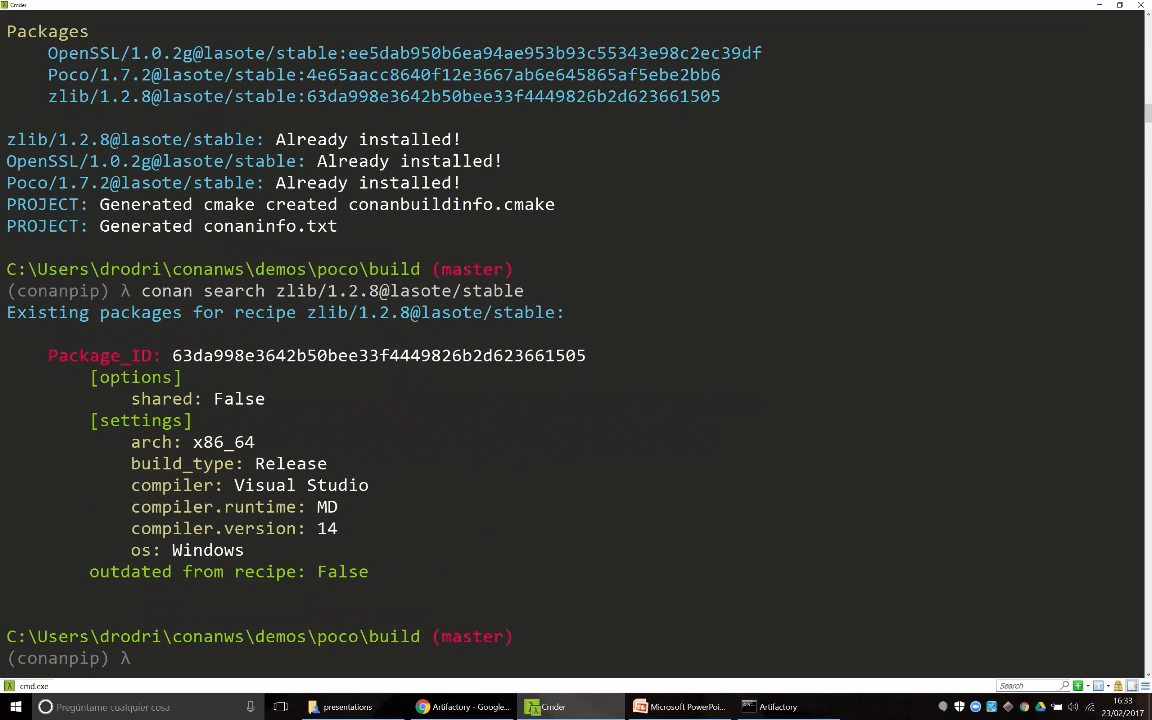 Cmder
Packages
OpenSSL/1.0.2g@lasote/stable:ee5dab950b6ea94ae953b93c55343e98c2ec39df
Poco/1.7.2@lasote/stable:4e65aacc8640f12e3667ab6e645865af5ebe2bb6
zlib/1.2.8@lasote/stable:63da998e3642b50bee33f4449826b2d623661505
zlib/1.2.8@lasote/stable: Already installed!
OpenSSL/1.0.2g@lasote/stable: Already installed!
Poco/1.7.2@lasote/stable: Already installed!
PROJECT: Generated cmake created conanbuildinfo.cmake
PROJECT: Generated conaninfo.txt
C:\Users\drodri\conanws\demos\poco\build (master)
(conanpip) λ conan search zlib/1.2.8@lasote/stable
Existing packages for recipe zlib/1.2.8@lasote/stable:
Package_ID: 63da998e3642b50bee33f4449826b2d623661505
[options]
shared: False
[settings]
arch: x86_64
build_type: Release
compiler: Visual Studio
compiler.runtime: MD
compiler.version: 14
os: Windows
outdated from recipe: False
C:\Users\drodri\conanws\demos\poco\build (master)
(conanpip) λ
cmd.exe
Search
Pregúntame cualquier cosa
presentations
Artifactory - Google...
Cmder
Microsoft PowerPoi...
Artifactory
16:33
23/02/2017